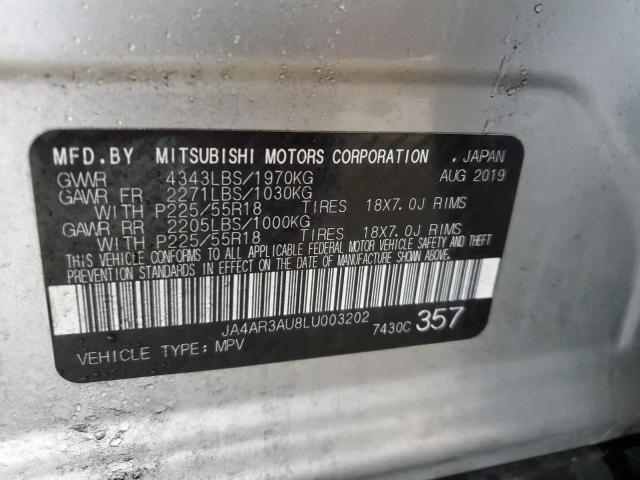 MFD.BY MITSUBISHI MOTORS CORPORATION . JAPAN
GVWR 4343LBS/1970KG AUG 2019
GAWR FR 2271LBS/1030KG
WITH P225/55R18 TIRES 18X7.0J RIMS
GAWR RR 2205LBS/1000KG
WITH P225/55R18 TIRES 18X7.0J RIMS
THIS VEHICLE CONFORMS TO ALL APPLICABLE FEDERAL MOTOR VEHICLE SAFETY AND THEFT
PREVENTION STANDARDS IN EFFECT ON THE DATE OF MANUFACTURE SHOWN ABOVE.
JA4AR3AU8LU003202
7430C 357
VEHICLE TYPE: MPV